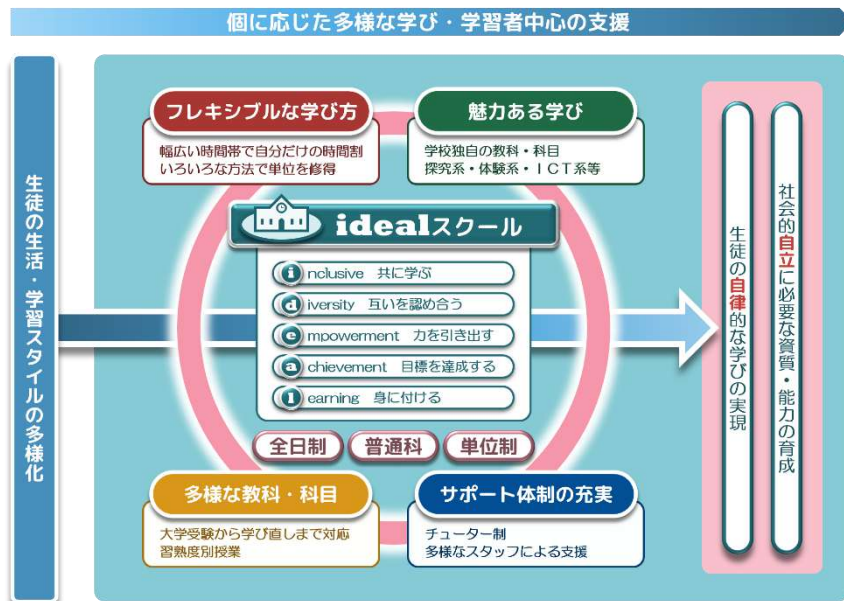 個に応じた多様な学び・学習者中心の支援
生徒の生活・学習スタイルの多様化
フレキシブルな学び方
幅広い時間帯で自分だけの時間割
いろいろな方法で単位を修得
魅力ある学び
学校独自の教科・科目
探究系・体験系・ICT系等
idealスクール
inclusive 共に学ぶ
diversity 互いを認め合う
empowerment 力を引き出す
achievement 目標を達成する
learning 身に付ける
全日制 普通科 単位制
多様な教科・科目
大学受験から学び直しまで対応
習熟度別授業
サポート体制の充実
チューター制
多様なスタッフによる支援
社会的自立に必要な資質・能力の育成
生徒の自律的な学びの実現